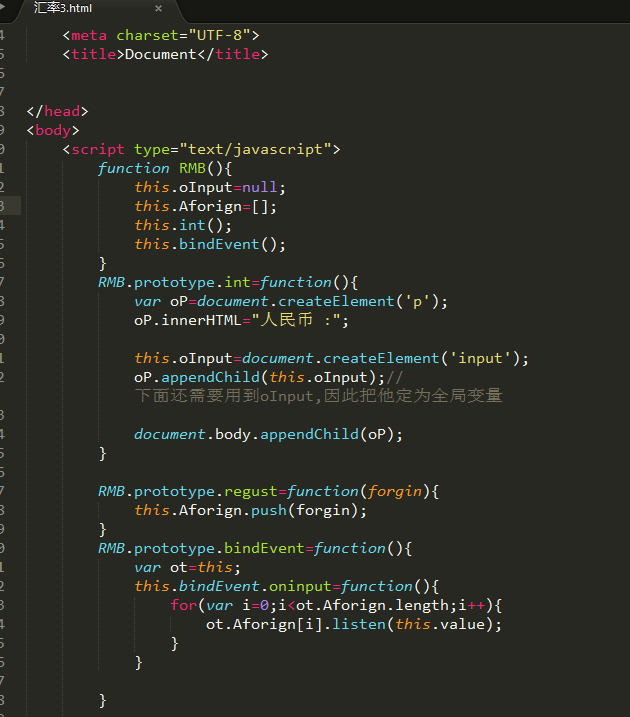 汇率3.html ×
4 <meta charset="UTF-8">
5 <title>Document</title>
6
7
8 </head>
9 <body>
0 <script type="text/javascript">
1 function RMB(){
2 this.oInput=null;
3 this.Aforign=[];
4 this.int();
5 this.bindEvent();
6 }
7 RMB.prototype.int=function(){
8 var oP=document.createElement('p');
9 oP.innerHTML="人民币 :";
0
1 this.oInput=document.createElement('input');
2 oP.appendChild(this.oInput);//
下面还需要用到oInput,因此把他定为全局变量
3
4 document.body.appendChild(oP);
5 }
6
7 RMB.prototype.regust=function(forgin){
8 this.Aforign.push(forgin);
9 }
0 RMB.prototype.bindEvent=function(){
1 var ot=this;
2 this.bindEvent.oninput=function(){
3 for(var i=0;i<ot.Aforign.length;i++){
4 ot.Aforign[i].listen(this.value);
5 }
6 }
7
8 }